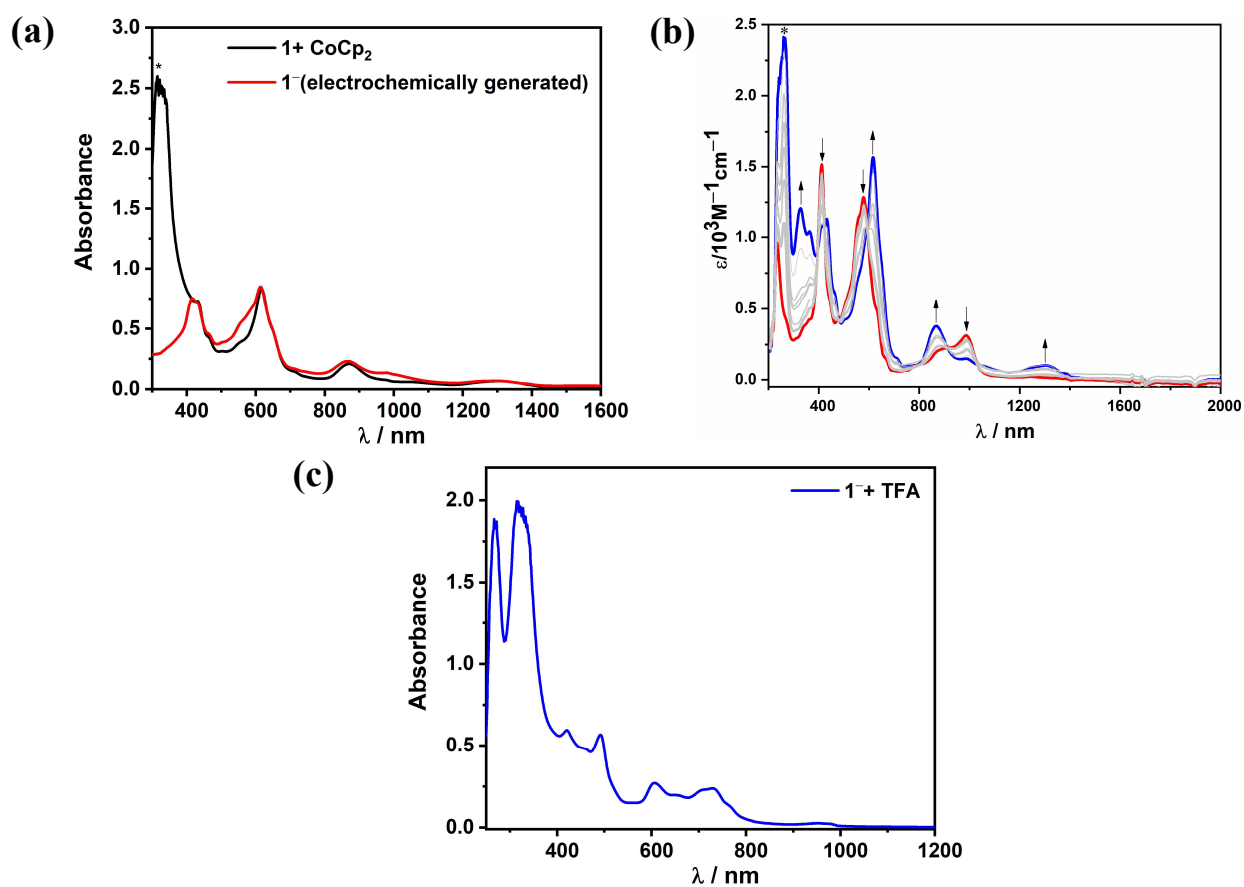 (a)
3.0
2.5
2.0
1.5
1.0
0.5
0.0
Absorbance
*
1+ CoCp₂
1⁻(electrochemically generated)
400 600 800 1000 1200 1400 1600
λ / nm
(b)
2.5
2.0
1.5
1.0
0.5
0.0
ε/10³M⁻¹cm⁻¹
*
400 800 1200 1600 2000
λ / nm
(c)
2.0
1.5
1.0
0.5
0.0
Absorbance
1⁻+ TFA
400 600 800 1000 1200
λ / nm